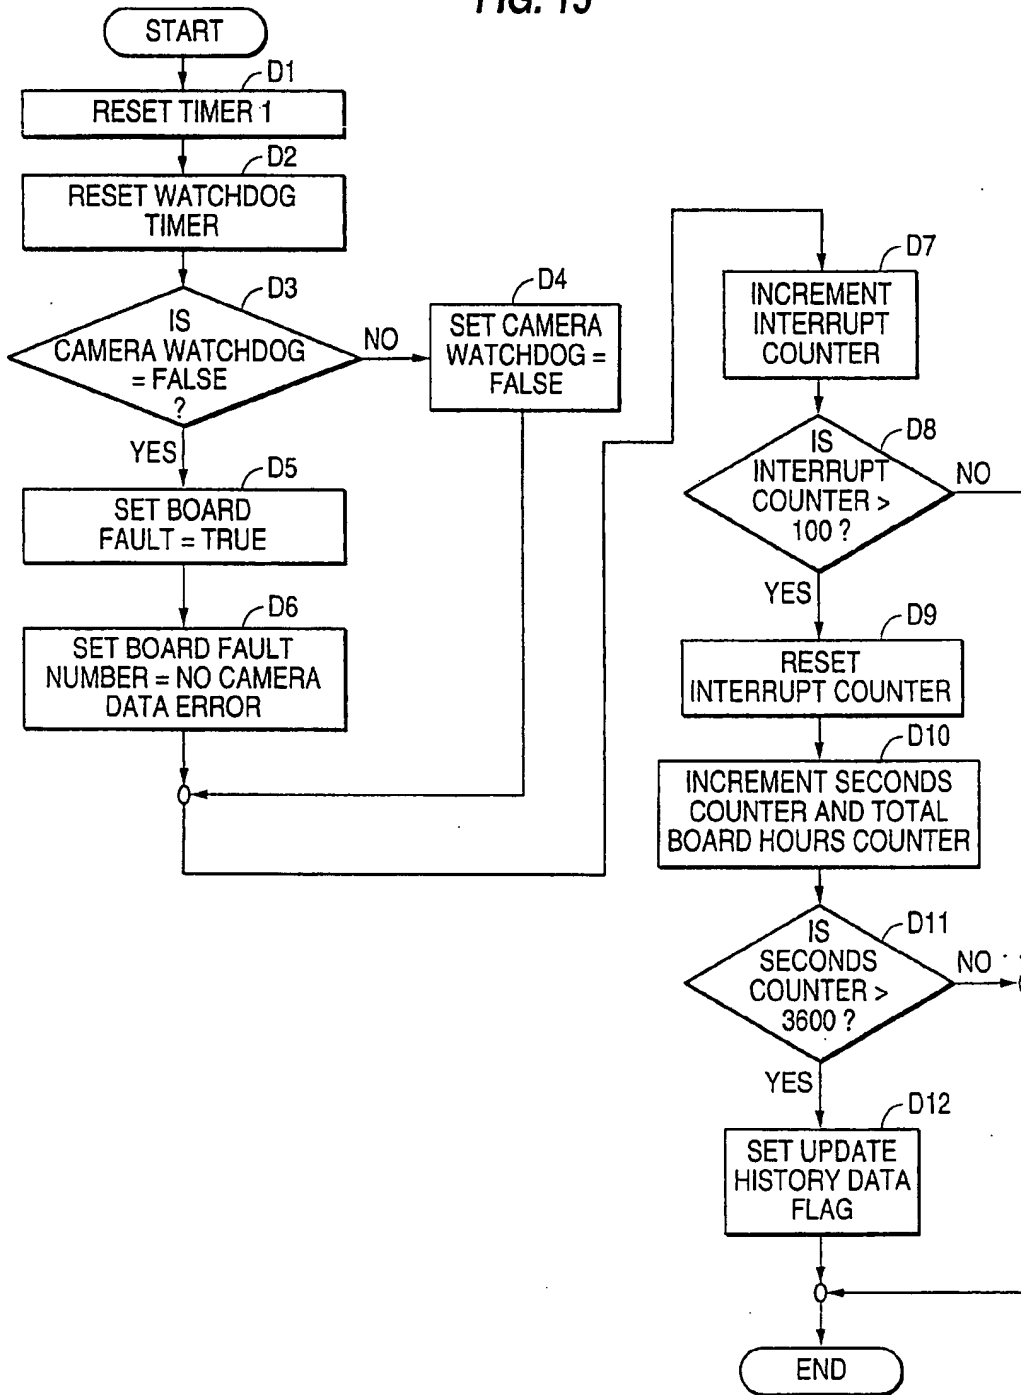 FIG. 15
START
D1
RESET TIMER 1
D2
RESET WATCHDOG
TIMER
D3
IS
CAMERA WATCHDOG
= FALSE
?
NO
YES
D4
SET CAMERA
WATCHDOG =
FALSE
D5
SET BOARD
FAULT = TRUE
D6
SET BOARD FAULT
NUMBER = NO CAMERA
DATA ERROR
D7
INCREMENT
INTERRUPT
COUNTER
D8
IS
INTERRUPT
COUNTER >
100 ?
NO
YES
D9
RESET
INTERRUPT COUNTER
D10
INCREMENT SECONDS
COUNTER AND TOTAL
BOARD HOURS COUNTER
D11
IS
SECONDS
COUNTER >
3600 ?
NO
YES
D12
SET UPDATE
HISTORY DATA
FLAG
END